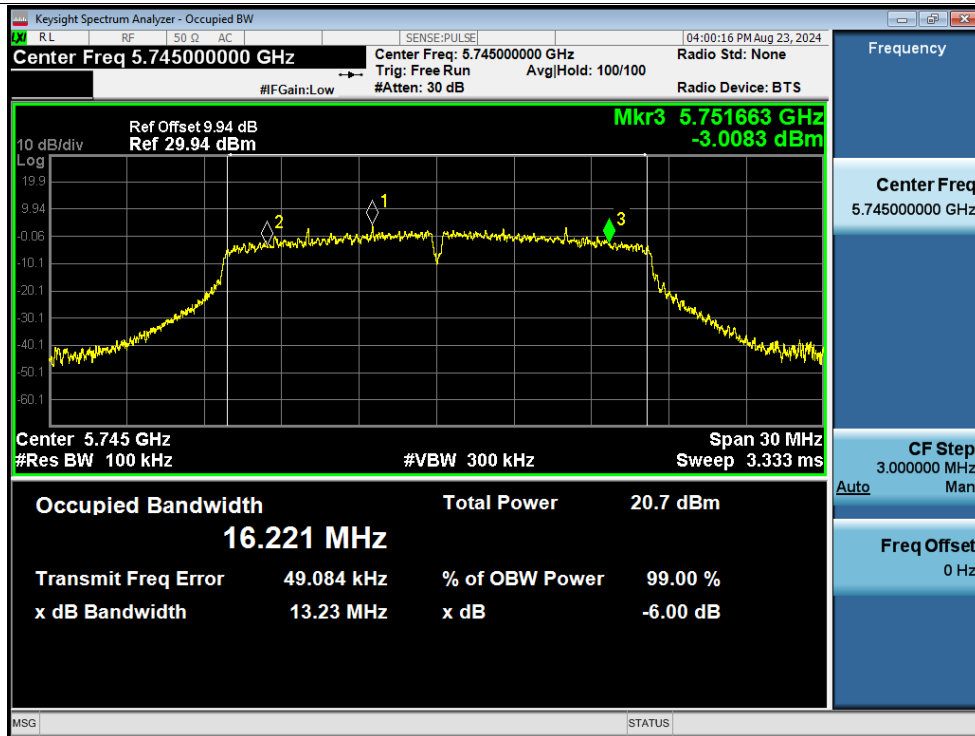 Keysight Spectrum Analyzer - Occupied BW
LXI RL RF 50 Ω AC SENSE:PULSE 04:00:16 PM Aug 23, 2024
Center Freq 5.745000000 GHz
Center Freq: 5.745000000 GHz Radio Std: None
Trig: Free Run Avg|Hold: 100/100
#IFGain:Low #Atten: 30 dB Radio Device: BTS
Mkr3 5.751663 GHz
-3.0083 dBm
Ref Offset 9.94 dB
10 dB/div Ref 29.94 dBm
Log
19.9
9.94
-0.06
-10.1
-20.1
-30.1
-40.1
-50.1
-60.1
1
2
3
Center 5.745 GHz Span 30 MHz
#Res BW 100 kHz #VBW 300 kHz Sweep 3.333 ms
Occupied Bandwidth Total Power 20.7 dBm
16.221 MHz
Transmit Freq Error 49.084 kHz % of OBW Power 99.00 %
x dB Bandwidth 13.23 MHz x dB -6.00 dB
MSG STATUS
Frequency
Center Freq
5.745000000 GHz
CF Step
3.000000 MHz
Auto Man
Freq Offset
0 Hz